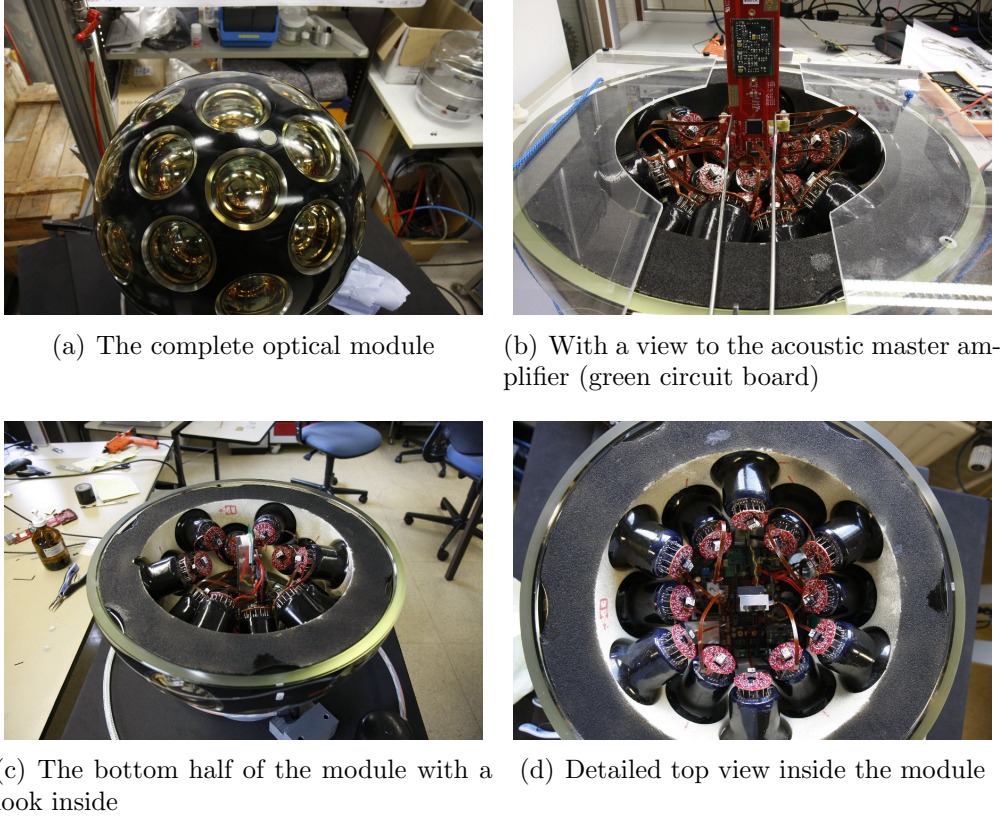 (a) The complete optical module
(b) With a view to the acoustic master am-
plifier (green circuit board)
(c) The bottom half of the module with a
look inside
(d) Detailed top view inside the module